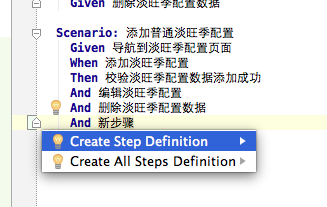 Given 删除淡旺季配置数据
Scenario: 添加普通淡旺季配置
Given 导航到淡旺季配置页面
When 添加淡旺季配置
Then 校验淡旺季配置数据添加成功
And 编辑淡旺季配置
And 删除淡旺季配置数据
And 新步骤
Create Step Definition
Create All Steps Definition